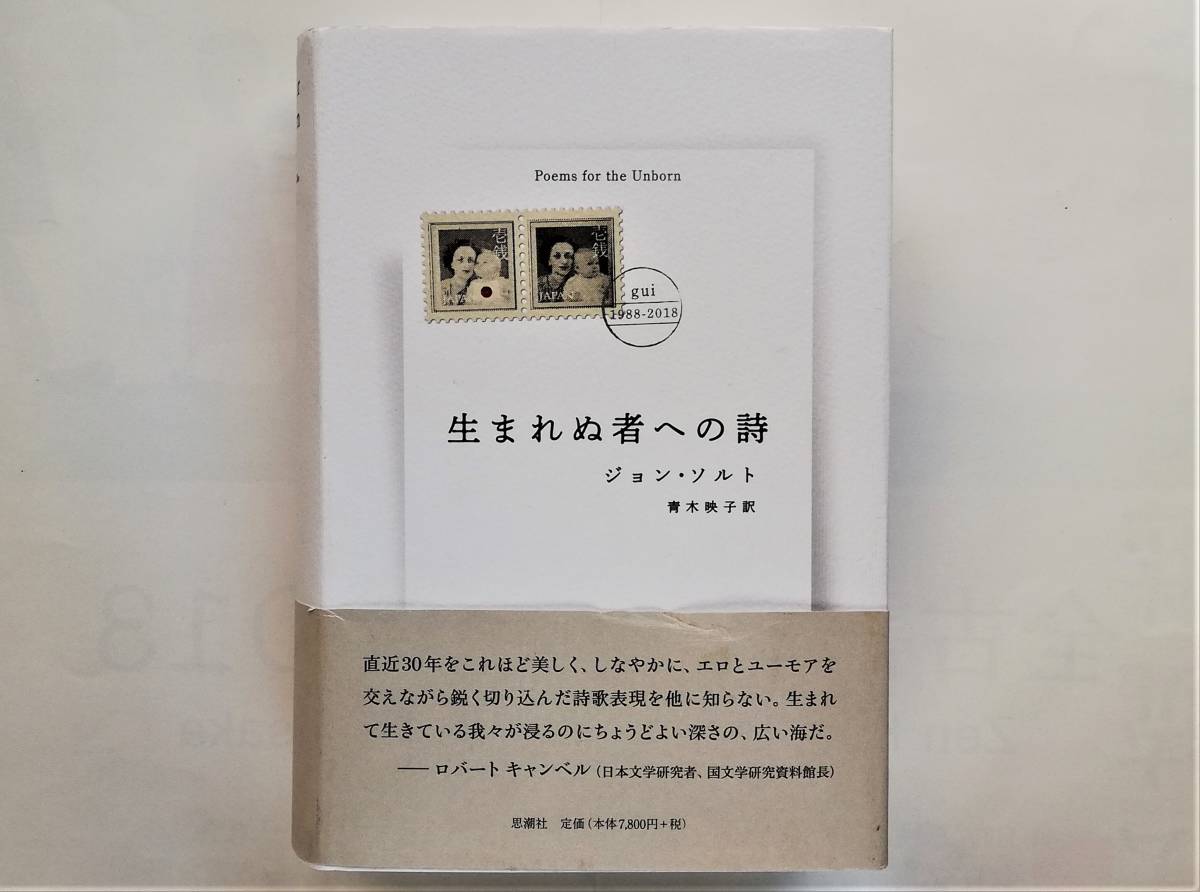 Poems for the Unborn
壱銭
壱銭
JAPAN
gui
1988-2018
生まれぬ者への詩
ジョン・ソルト
青木映子訳
直近30年をこれほど美しく、しなやかに、エロとユーモアを
交えながら鋭く切り込んだ詩歌表現を他に知らない。生まれ
て生きている我々が浸るのにちょうどよい深さの、広い海だ。
── ロバート キャンベル（日本文学研究者、国文学研究資料館長）
思潮社　定価（本体7,800円+税）